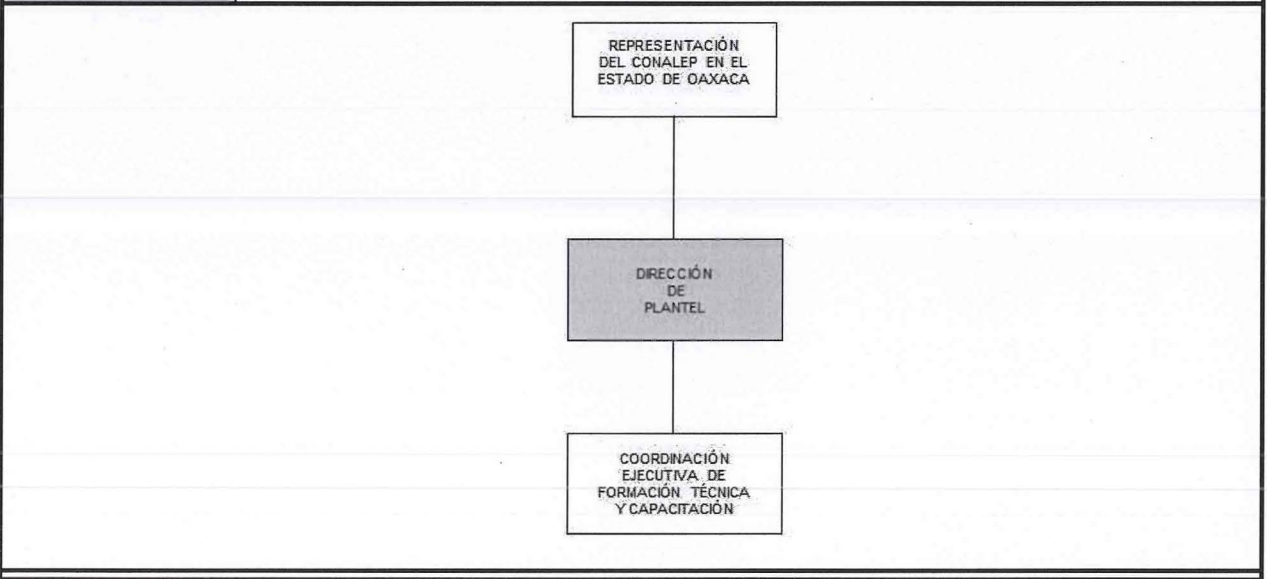 REPRESENTACIÓN
DEL CONALEP EN EL
ESTADO DE OAXACA
DIRECCIÓN
DE
PLANTEL
COORDINACIÓN
EJECUTIVA DE
FORMACIÓN TÉCNICA
Y CAPACITACIÓN